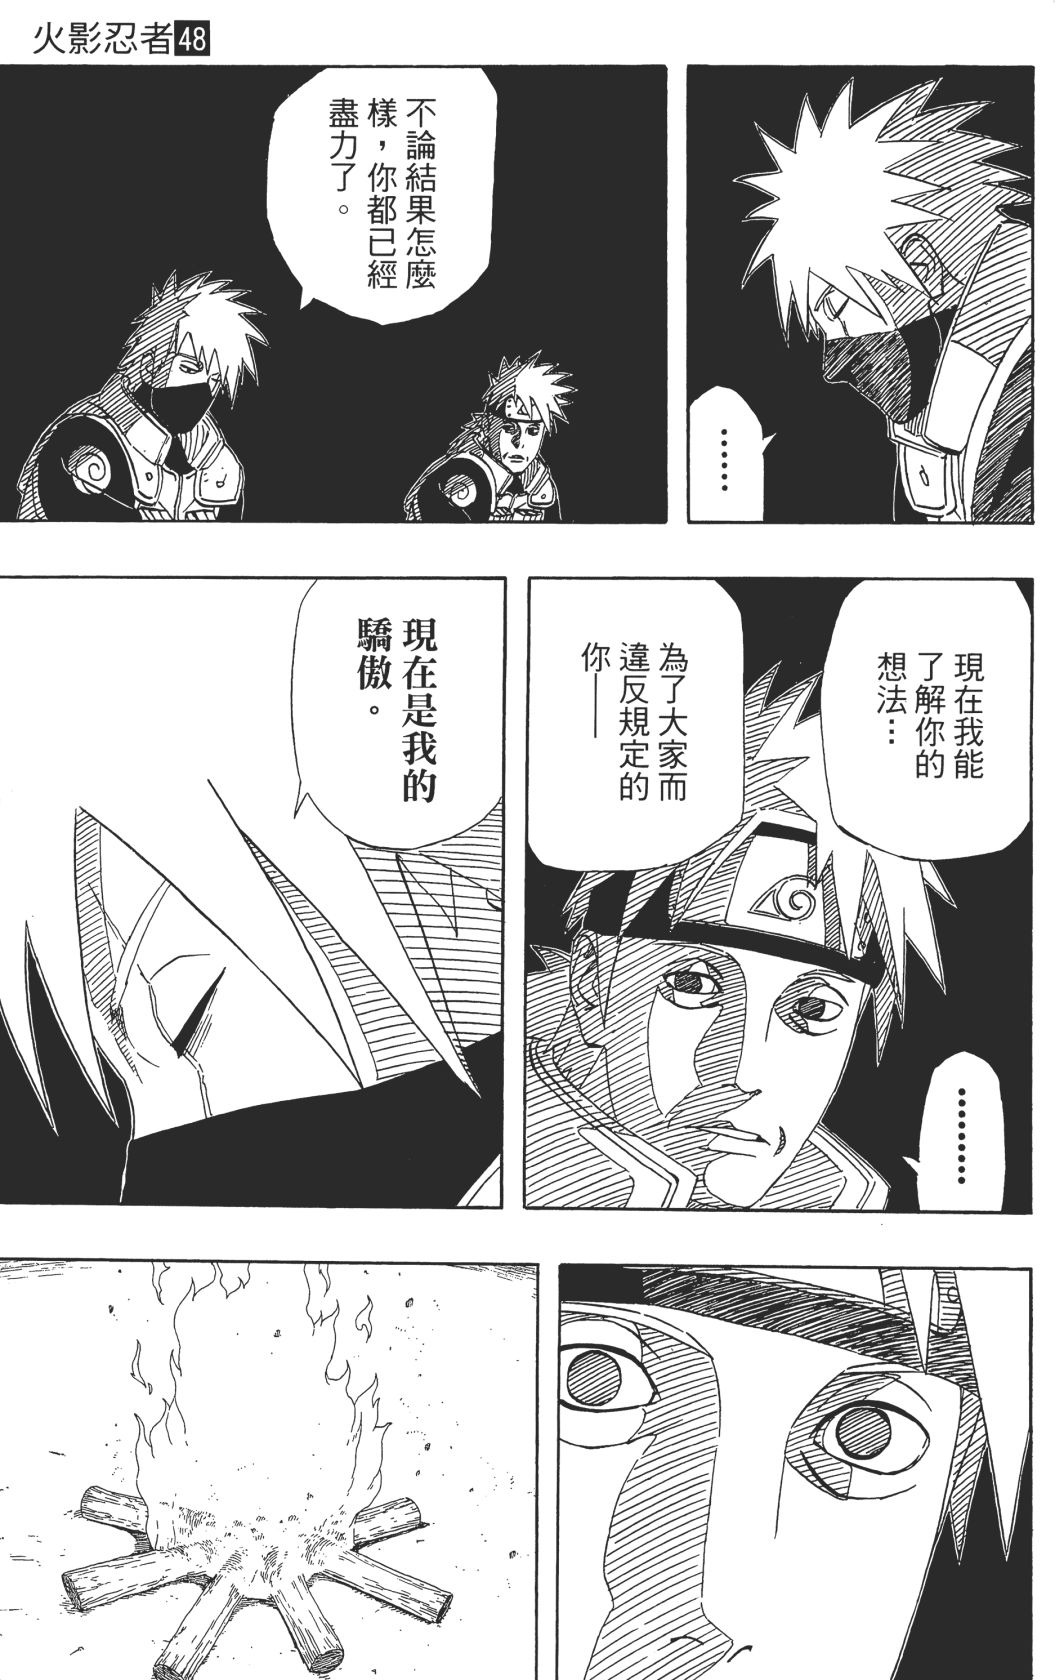 火影忍者48
……
不論結果怎麼
樣，你都已經
盡力了。
現在我能
了解你的
想法…
為了大家而
違反規定的
你——
………
現在是我的
驕傲。